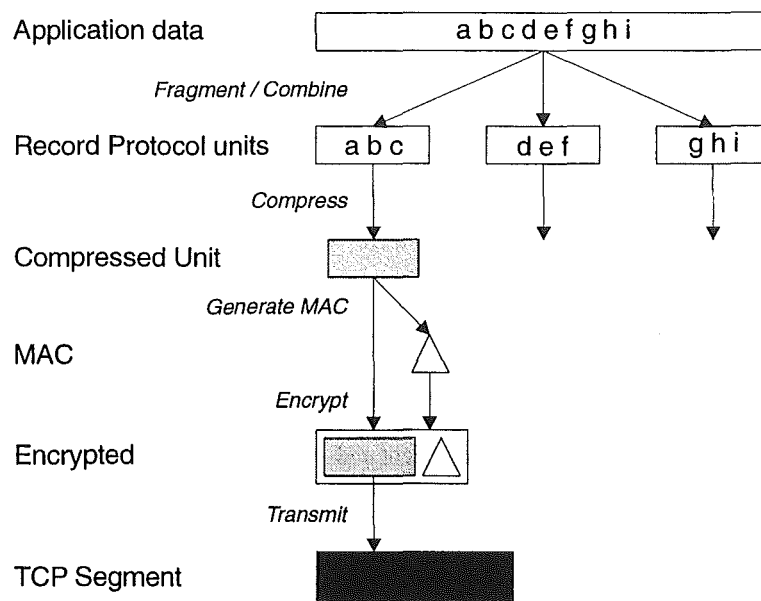 Application data
a b c d e f g h i
Fragment / Combine
Record Protocol units
a b c
d e f
g h i
Compress
Compressed Unit
Generate MAC
MAC
Encrypt
Encrypted
Transmit
TCP Segment